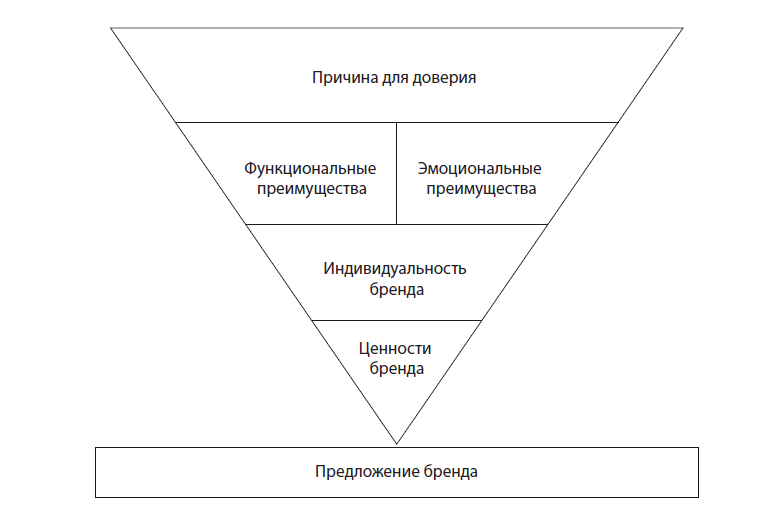 Причина для доверия
Функциональные
преимущества
Эмоциональные
преимущества
Индивидуальность
бренда
Ценности
бренда
Предложение бренда